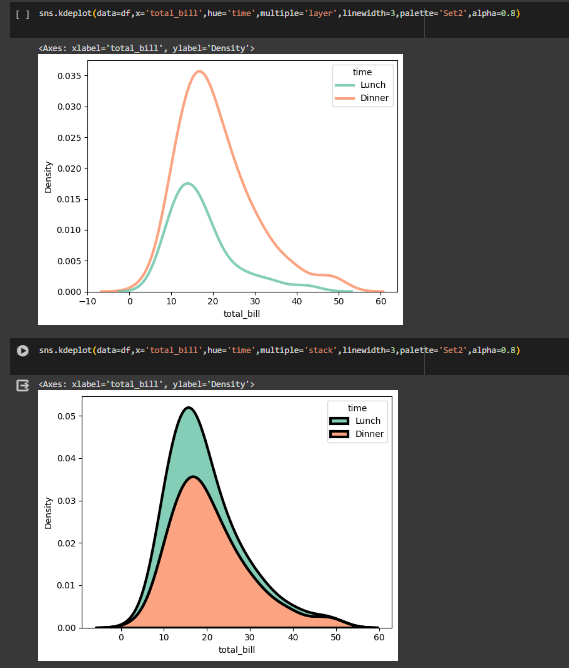 [ ] sns.kdeplot(data=df,x='total_bill',hue='time',multiple='layer',linewidth=3,palette='Set2',alpha=0.8)
<Axes: xlabel='total_bill', ylabel='Density'>
time
Lunch
Dinner
0.035
0.030
0.025
0.020
0.015
0.010
0.005
0.000
Density
−10 0 10 20 30 40 50 60
total_bill
sns.kdeplot(data=df,x='total_bill',hue='time',multiple='stack',linewidth=3,palette='Set2',alpha=0.8)
<Axes: xlabel='total_bill', ylabel='Density'>
time
Lunch
Dinner
0.05
0.04
0.03
0.02
0.01
0.00
Density
0 10 20 30 40 50 60
total_bill